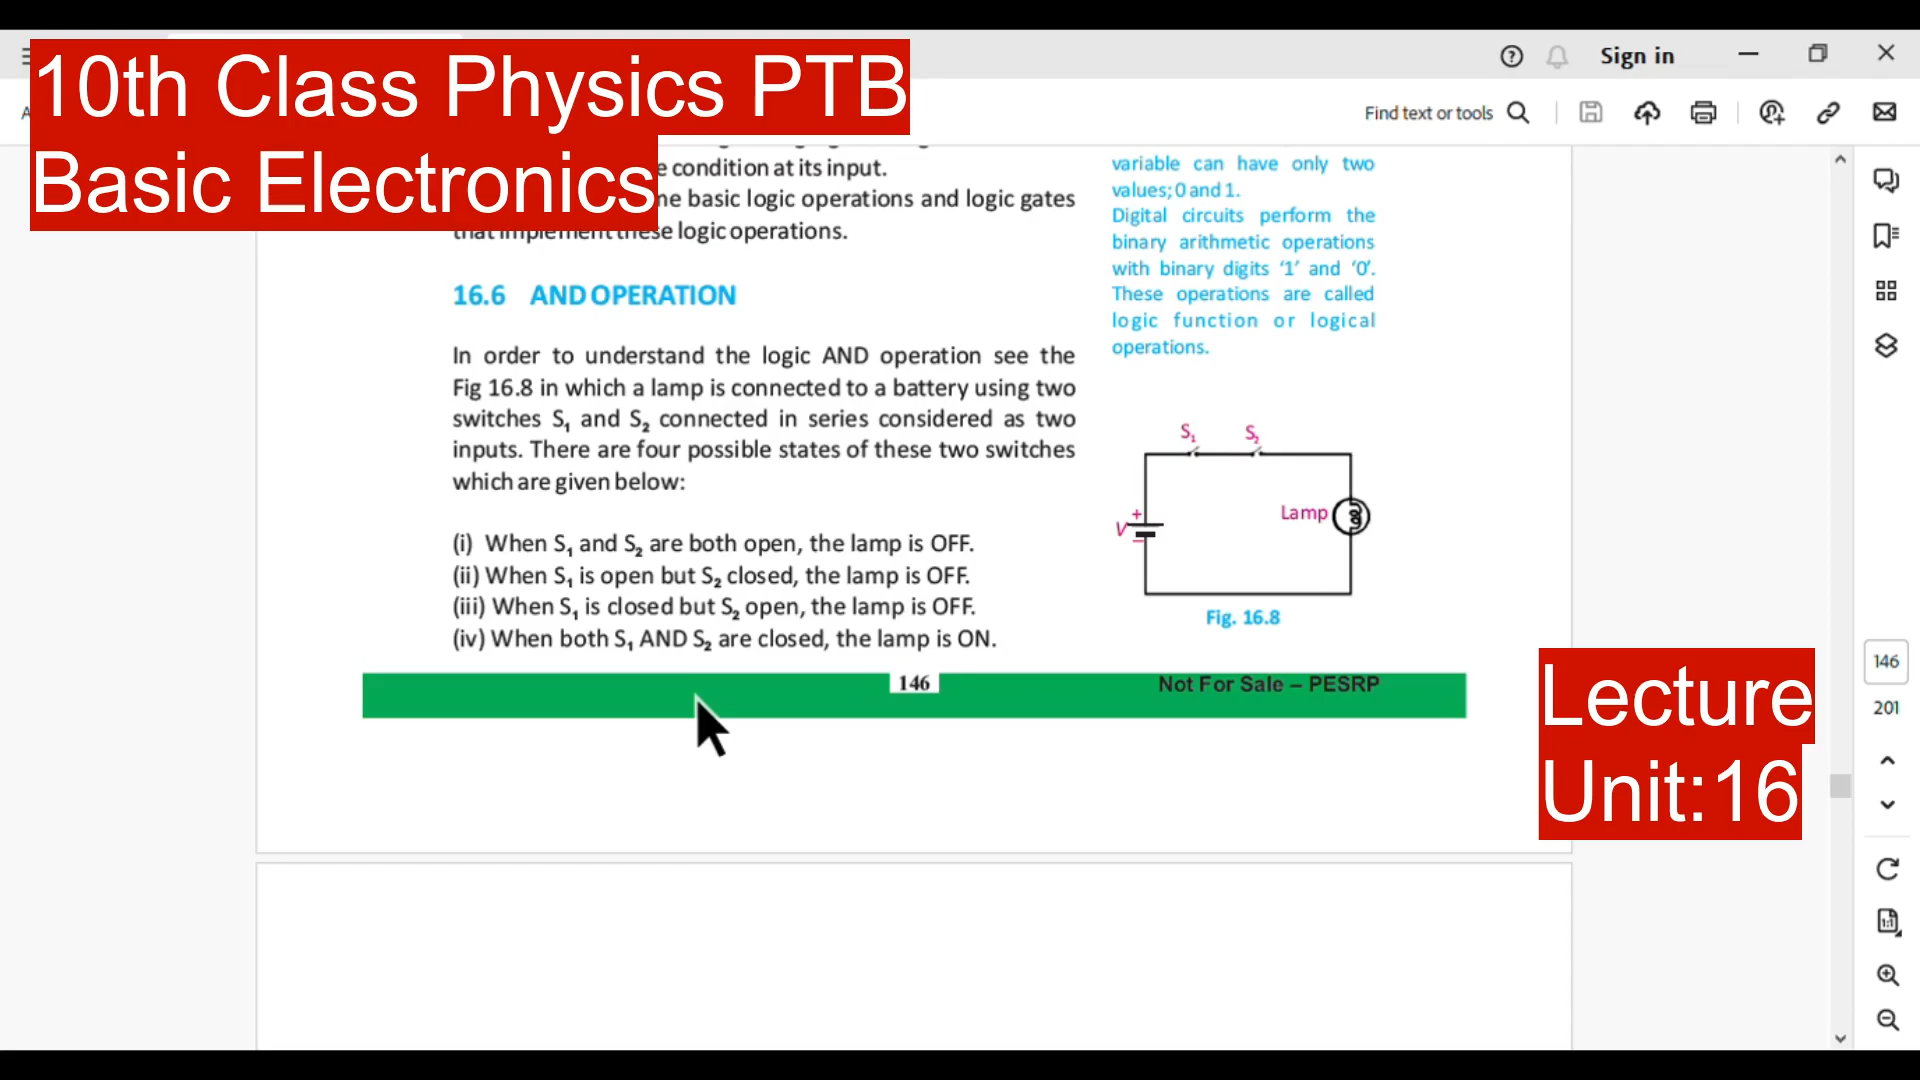 10th Class Physics PTB
Basic Electronics
Sign in
Find text or tools
condition at its input.
basic logic operations and logic gates
that implement these logic operations.
16.6 AND OPERATION
In order to understand the logic AND operation see the
Fig 16.8 in which a lamp is connected to a battery using two
switches S₁ and S₂ connected in series considered as two
inputs. There are four possible states of these two switches
which are given below:
(i) When S₁ and S₂ are both open, the lamp is OFF.
(ii) When S₁ is open but S₂ closed, the lamp is OFF.
(iii) When S₁ is closed but S₂ open, the lamp is OFF.
(iv) When both S₁ AND S₂ are closed, the lamp is ON.
variable can have only two
values; 0 and 1.
Digital circuits perform the
binary arithmetic operations
with binary digits ‘1’ and ‘0’.
These operations are called
logic function or logical
operations.
S₁ S₂
+
V
−
Lamp
Fig. 16.8
146
Not For Sale – PESRP
Lecture
Unit:16
146
201
1:1